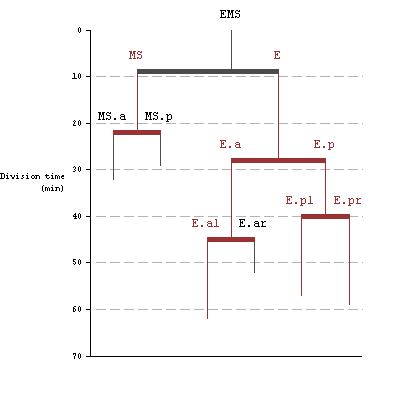 EMS
0
MS E
10
20
MS.a MS.p
E.a E.p
30
Division time
(min)
E.pl E.pr
40
E.al E.ar
50
60
70